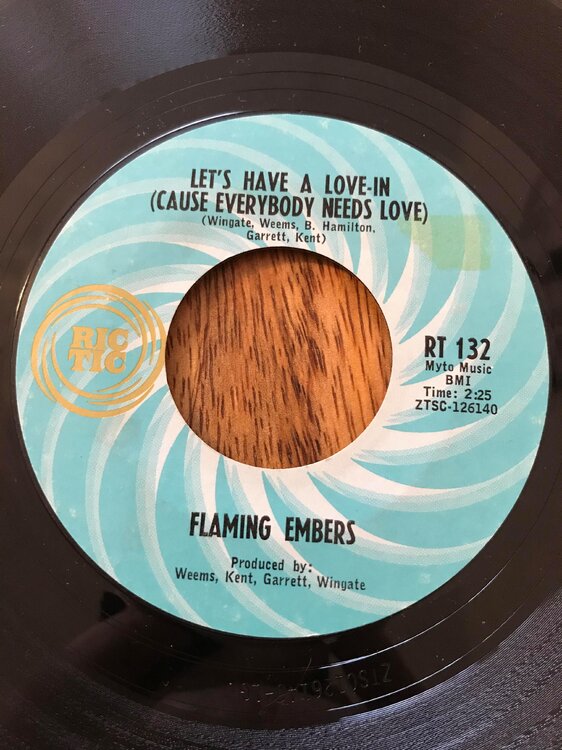 LET'S HAVE A LOVE-IN
(CAUSE EVERYBODY NEEDS LOVE)
(Wingate, Weems, B. Hamilton,
Garrett, Kent)
RIC
TIC
RT 132
Myto Music
BMI
Time: 2:25
ZTSC-126140
FLAMING EMBERS
Produced by:
Weems, Kent, Garrett, Wingate